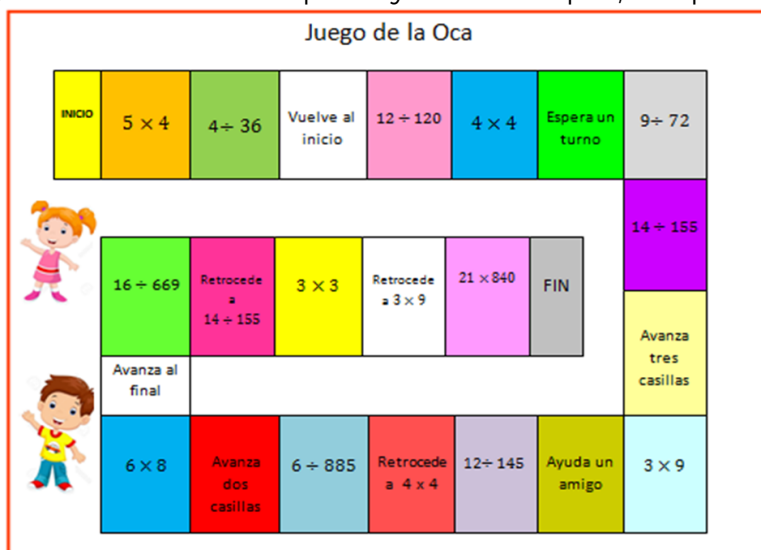 Juego de la Oca
INICIO
5 × 4
4÷ 36
Vuelve al
inicio
12 ÷ 120
4 × 4
Espera un
turno
9÷ 72
14 ÷ 155
Avanza
tres
casillas
3 × 9
Ayuda un
amigo
12÷ 145
Retrocede
a 4 x 4
6 ÷ 885
Avanza
dos
casillas
6 × 8
Avanza al
final
16 ÷ 669
Retrocede
a
14 ÷ 155
3 × 3
Retrocede
a 3 × 9
21 ×840
FIN